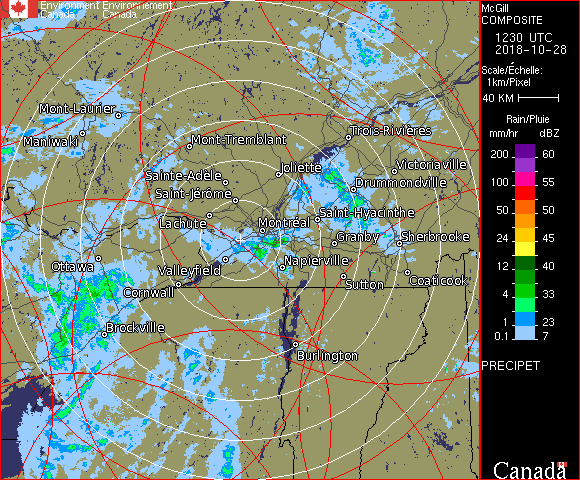 Environment Environnement
Canada Canada
McGill
COMPOSITE
1230 UTC
2018-10-28
Scale/Échelle:
1km/Pixel
40 KM
Rain/Pluie
mm/hr dBZ
200 60
100 55
50 50
24 45
12 40
4 33
1 23
0.1 7
PRECIPET
Canada
Mont-Laurier
Maniwaki
Mont-Tremblant
Trois-Rivières
Joliette
Victoriaville
Sainte-Adèle
Drummondville
Saint-Jérôme
Saint-Hyacinthe
Lachute
Montréal
Granby
Sherbrooke
Ottawa
Valleyfield
Napierville
Coaticook
Sutton
Cornwall
Brockville
Burlington